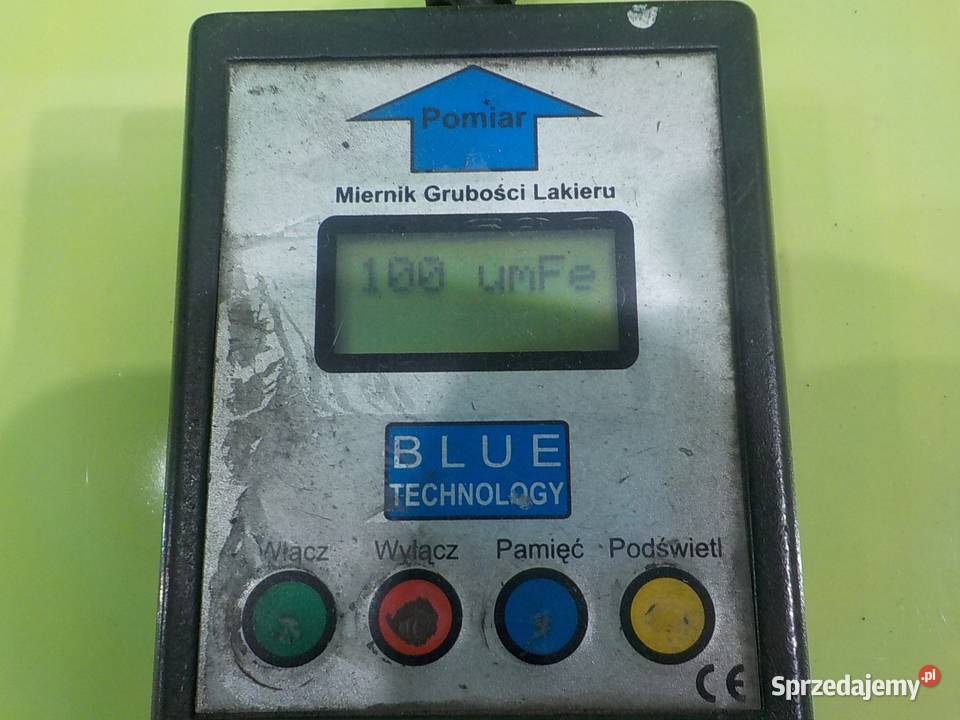 Pomiar
Miernik Grubości Lakieru
100 umFe
BLUE
TECHNOLOGY
Włącz Wyłącz Pamięć Podświetl
CE
Sprzedajemy.pl